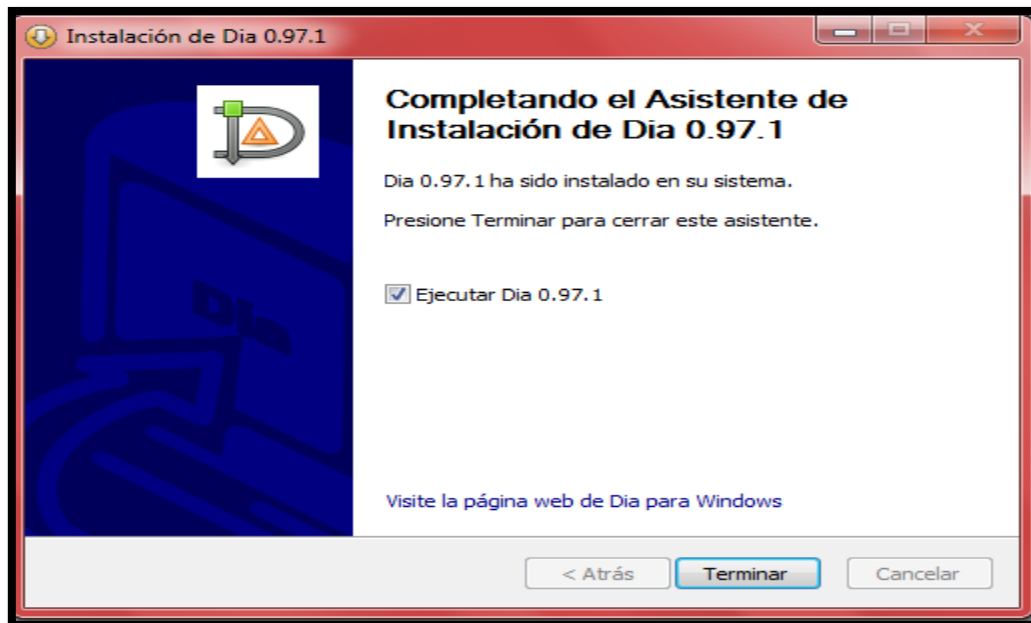 Instalación de Dia 0.97.1
Completando el Asistente de
Instalación de Dia 0.97.1
Dia 0.97.1 ha sido instalado en su sistema.
Presione Terminar para cerrar este asistente.
Ejecutar Dia 0.97.1
Dia
Visite la página web de Dia para Windows
< Atrás
Terminar
Cancelar